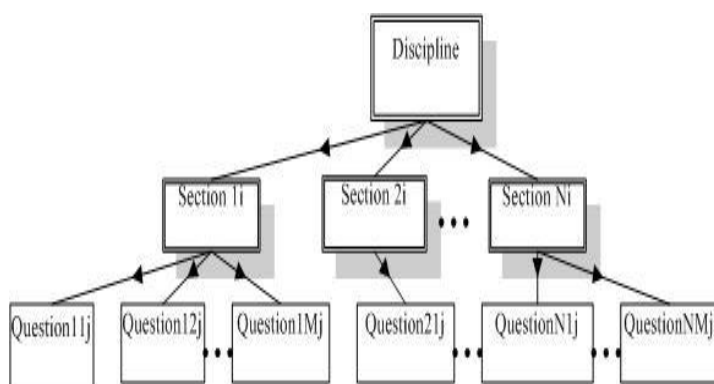 Discipline
Section 1i
Section 2i
Section Ni
Question11j
Question12j
Question1Mj
Question21j
QuestionN1j
QuestionNMj